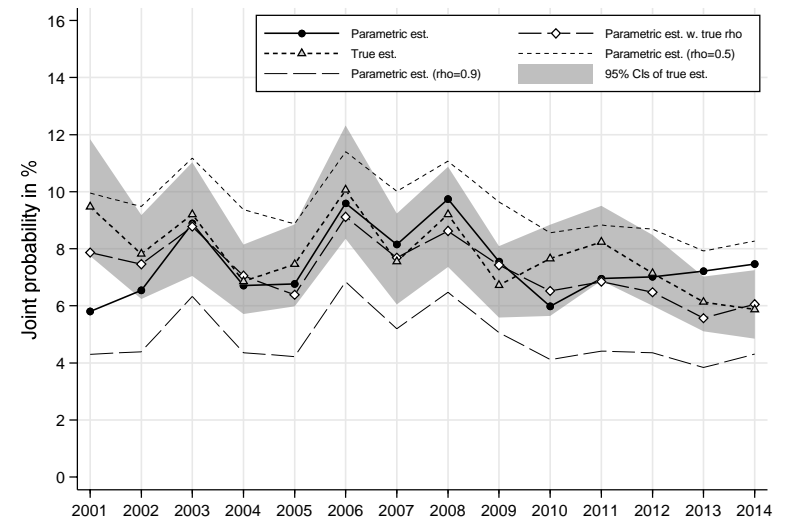 Parametric est.
Parametric est. w. true rho
True est.
Parametric est. (rho=0.5)
Parametric est. (rho=0.9)
95% CIs of true est.
Joint probability in %
16
14
12
10
8
6
4
2
0
2001 2002 2003 2004 2005 2006 2007 2008 2009 2010 2011 2012 2013 2014